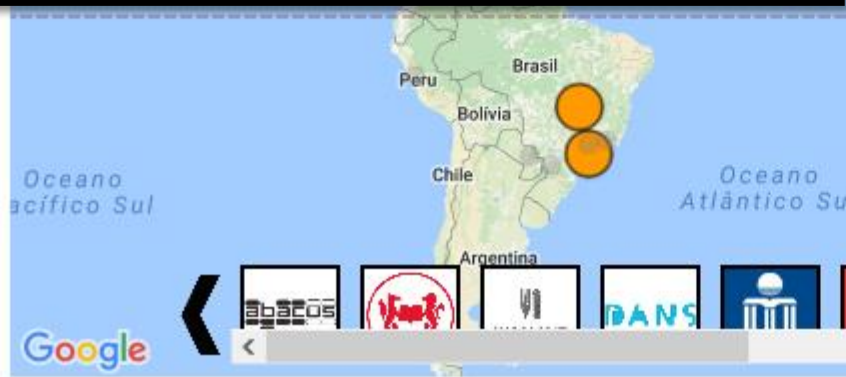 Brasil
Peru
Bolívia
Oceano
acífico Sul
Chile
Oceano
Atlântico Su
Argentina
abacos
DANS
Google